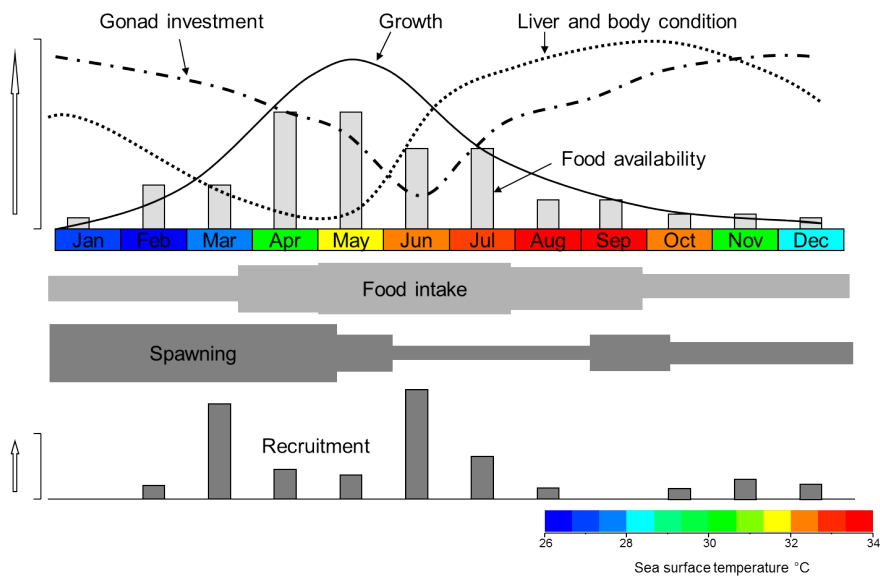 Gonad investment
Growth
Liver and body condition
Food availability
Jan Feb Mar Apr May Jun Jul Aug Sep Oct Nov Dec
Food intake
Spawning
Recruitment
26 28 30 32 34
Sea surface temperature °C